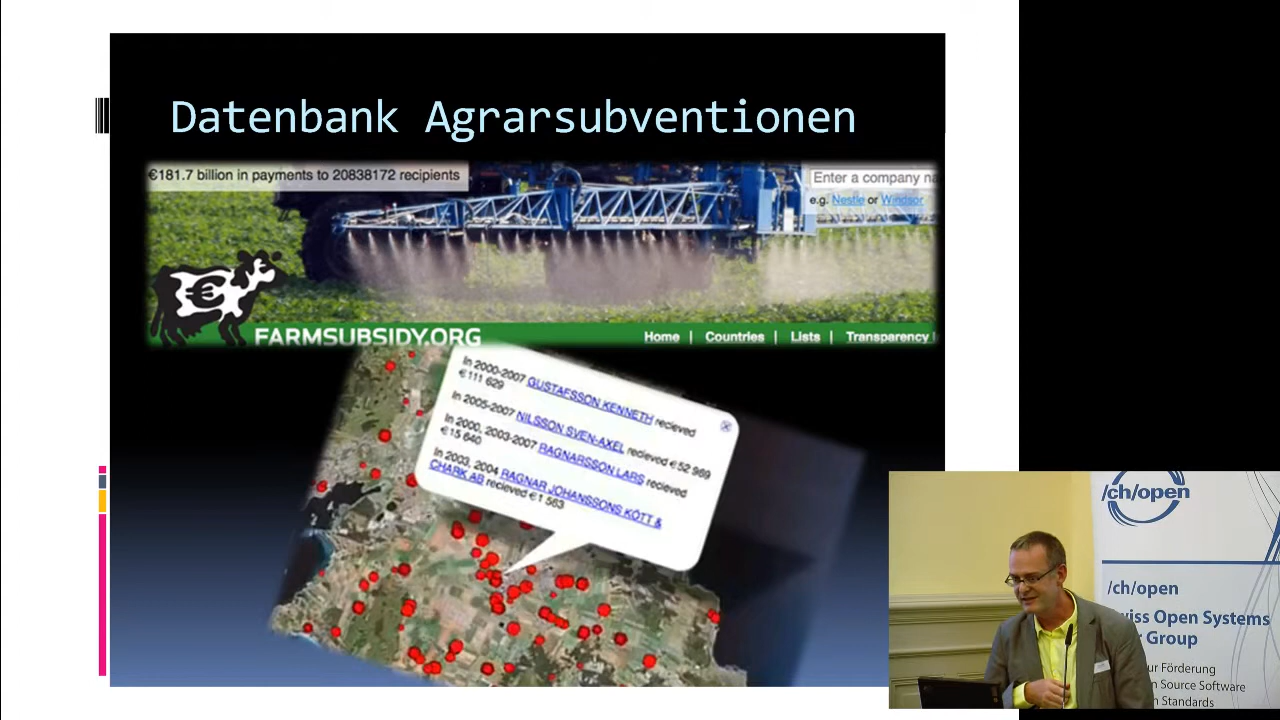 Datenbank Agrarsubventionen
€181.7 billion in payments to 20838172 recipients
Enter a company na
e.g. Nestle or Windsor
FARMSUBSIDY.ORG
Home | Countries | Lists | Transparency
In 2000-2007 GUSTAFSSON KENNETH recieved
€111 629
In 2005-2007 NILSSON SVEN-AXEL recieved €52 969
In 2000, 2003-2007 RAGNARSSON LARS recieved
€15 640
In 2003, 2004 RAGNAR JOHANSSONS KÖTT &
CHARK AB recieved €1 563
/ch/open
/ch/open
wiss Open Systems
r Group
ur Förderung
n Source Software
n Standards